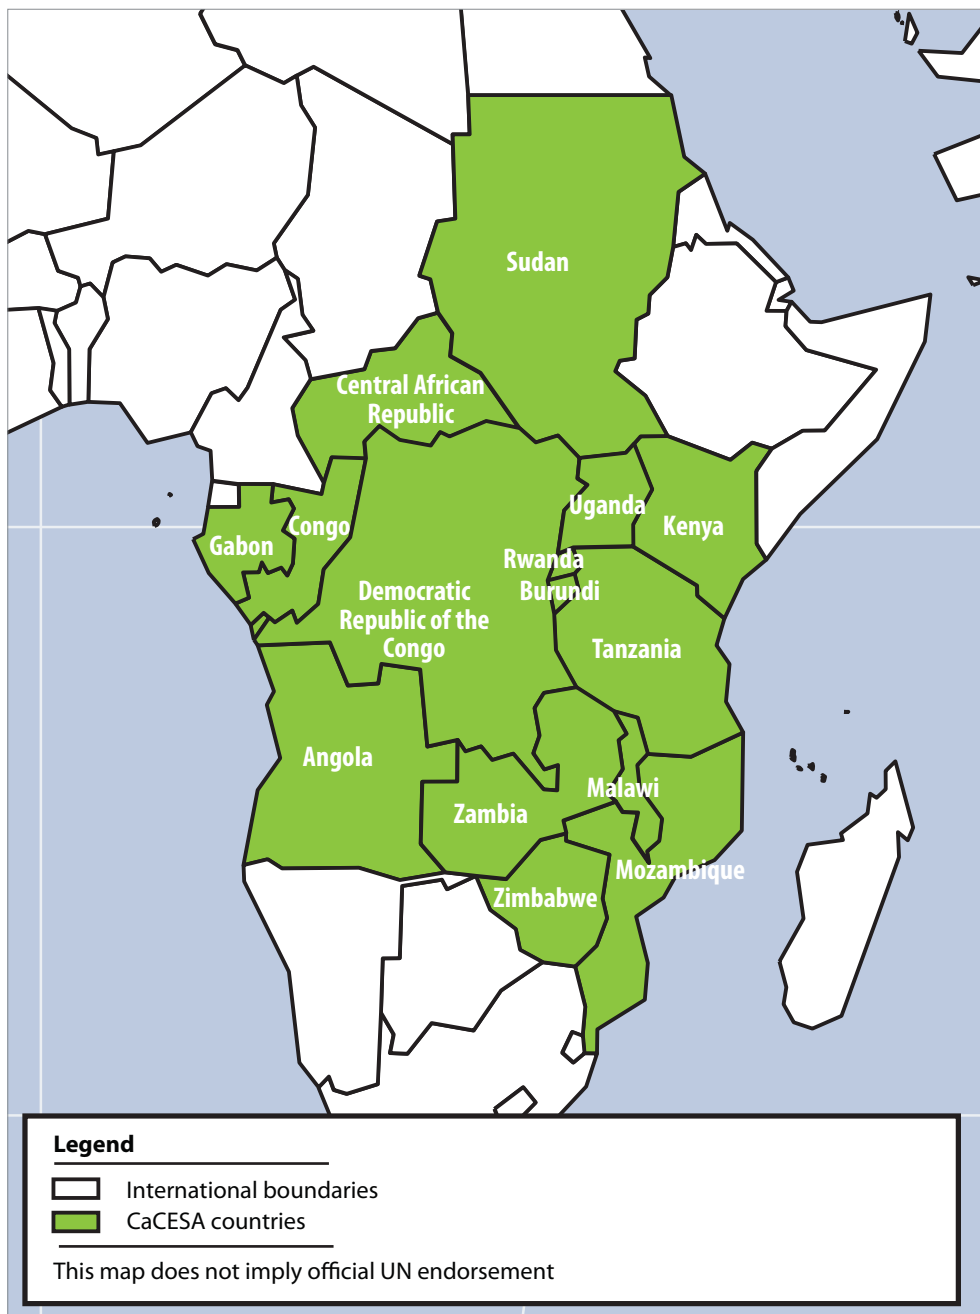 Sudan
Central African
Republic
Uganda
Kenya
Congo
Gabon
Rwanda
Burundi
Democratic
Republic of the
Congo
Tanzania
Angola
Malawi
Zambia
Mozambique
Zimbabwe
Legend
International boundaries
CaCESA countries
This map does not imply official UN endorsement